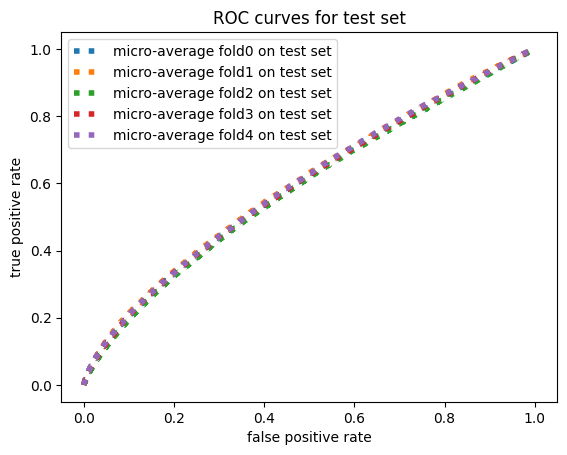 ROC curves for test set
micro-average fold0 on test set
micro-average fold1 on test set
micro-average fold2 on test set
micro-average fold3 on test set
micro-average fold4 on test set
true positive rate
1.0
0.8
0.6
0.4
0.2
0.0
0.0 0.2 0.4 0.6 0.8 1.0
false positive rate